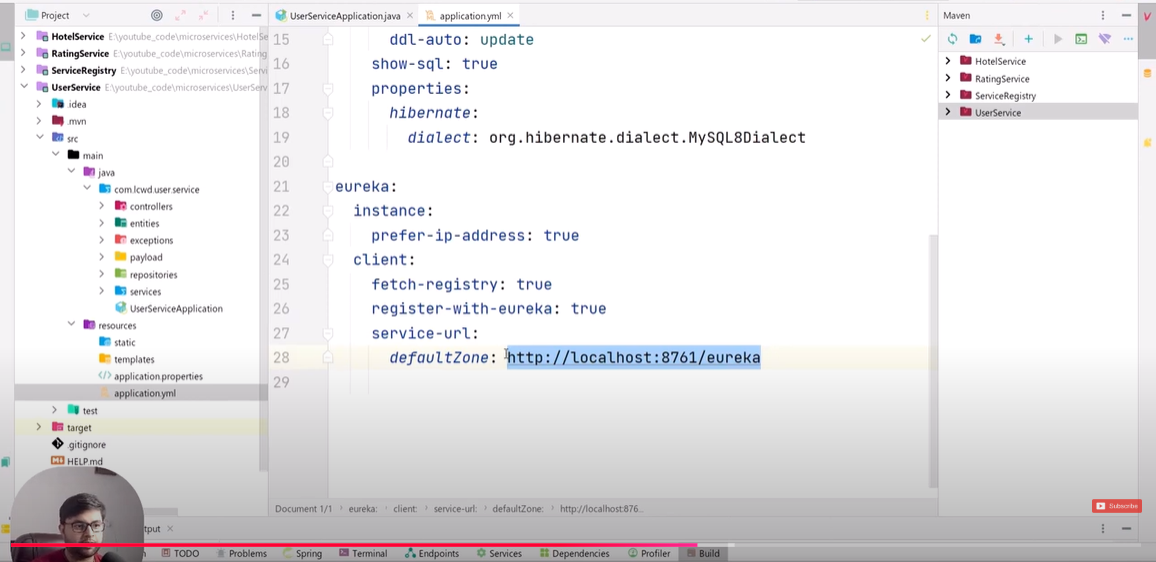 Project
UserServiceApplication.java
application.yml
Maven
HotelService E:\youtube_code\microservices\HotelSe
RatingService E:\youtube_code\microservices\Rating
ServiceRegistry E:\youtube_code\microservices\Servi
UserService E:\youtube_code\microservices\UserServ
.idea
.mvn
src
main
java
com.lcwd.user.service
controllers
entities
exceptions
payload
repositories
services
UserServiceApplication
resources
static
templates
application.properties
application.yml
test
target
.gitignore
HELP.md
15 ddl-auto: update
16 show-sql: true
17 properties:
18 hibernate:
19 dialect: org.hibernate.dialect.MySQL8Dialect
20
21 eureka:
22 instance:
23 prefer-ip-address: true
24 client:
25 fetch-registry: true
26 register-with-eureka: true
27 service-url:
28 defaultZone: http://localhost:8761/eureka
29
HotelService
RatingService
ServiceRegistry
UserService
Document 1/1 eureka: client: service-url: defaultZone: http://localhost:876...
Subscribe
tput
TODO Problems Spring Terminal Endpoints Services Dependencies Profiler Build